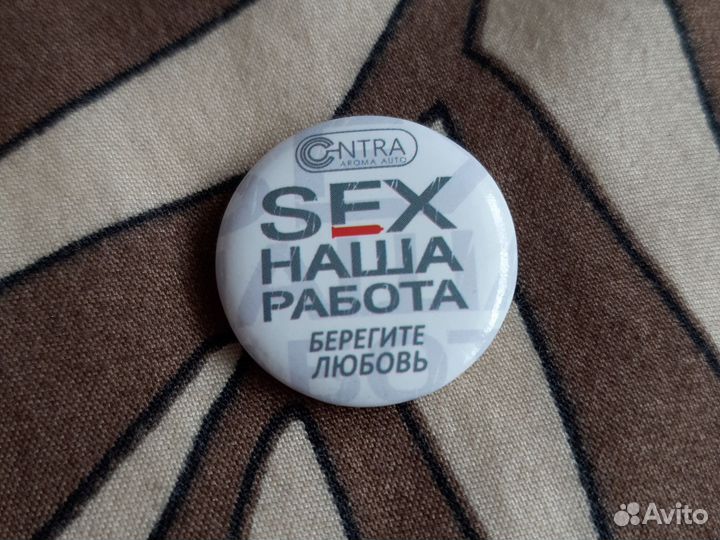 CONTRA
AROMA AUTO
SEX
НАША
РАБОТА
БЕРЕГИТЕ
ЛЮБОВЬ
Avito